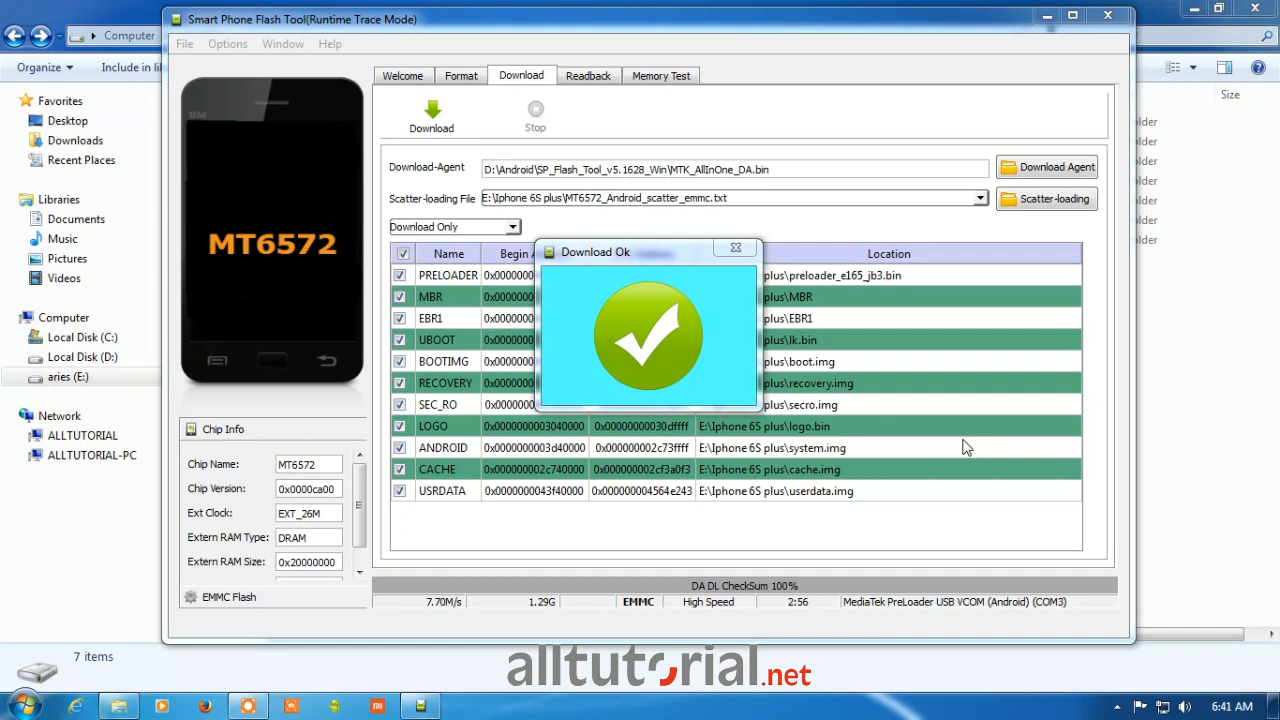 Smart Phone Flash Tool(Runtime Trace Mode)
Computer
File Options Window Help
Organize Include in lil
Size
Welcome Format Download Readback Memory Test
Favorites
Desktop
Downloads
Recent Places
Libraries
Documents
Music
Pictures
Videos
Computer
Local Disk (C:)
Local Disk (D:)
aries (E:)
Network
ALLTUTORIAL
ALLTUTORIAL-PC
BM
MT6572
Chip Info
Chip Name: MT6572
Chip Version: 0x0000ca00
Ext Clock: EXT_26M
Extern RAM Type: DRAM
Extern RAM Size: 0x20000000
EMMC Flash
Download Stop
Download-Agent D:\Android\SP_Flash_Tool_v5.1628_Win\MTK_AllInOne_DA.bin Download Agent
Scatter-loading File E:\Iphone 6S plus\MT6572_Android_scatter_emmc.txt Scatter-loading
Download Only
Download Ok
Name Begin A Location
PRELOADER 0x0000000 plus\preloader_e165_jb3.bin
MBR 0x0000000 plus\MBR
EBR1 0x0000000 plus\EBR1
UBOOT 0x0000000 plus\lk.bin
BOOTIMG 0x0000000 plus\boot.img
RECOVERY 0x0000000 plus\recovery.img
SEC_RO 0x0000000 plus\secro.img
LOGO 0x0000000003040000 0x00000000030dffff E:\Iphone 6S plus\logo.bin
ANDROID 0x0000000003d40000 0x000000002c73ffff E:\Iphone 6S plus\system.img
CACHE 0x000000002c740000 0x000000002cf3a0f3 E:\Iphone 6S plus\cache.img
USRDATA 0x0000000043f40000 0x000000004564e243 E:\Iphone 6S plus\userdata.img
older
older
older
older
older
older
older
DA DL CheckSum 100%
7.70M/s 1.29G EMMC High Speed 2:56 MediaTek PreLoader USB VCOM (Android) (COM3)
7 items
alltutorial.net
6:41 AM